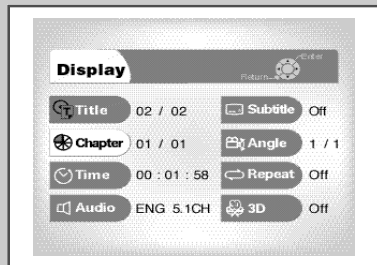 Display
Enter
Return
Title 02 / 02
Subtitle Off
Chapter 01 / 01
Angle 1 / 1
Time 00 : 01 : 58
Repeat Off
Audio ENG 5.1CH
3D Off